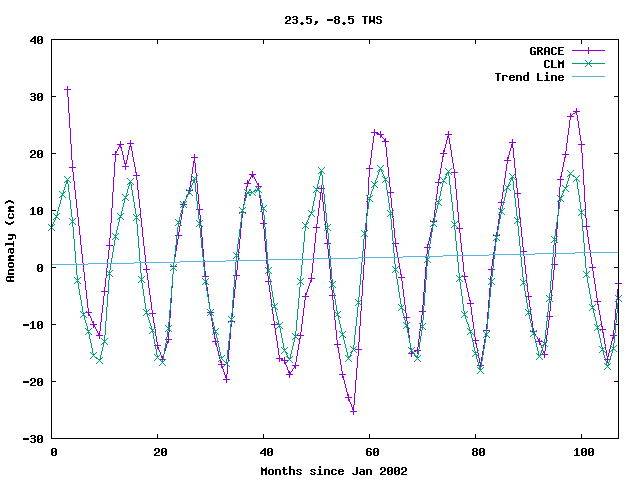 23.5, -8.5 TWS
GRACE
CLM
Trend Line
40
30
20
10
0
-10
-20
-30
Anomaly (cm)
0 20 40 60 80 100
Months since Jan 2002